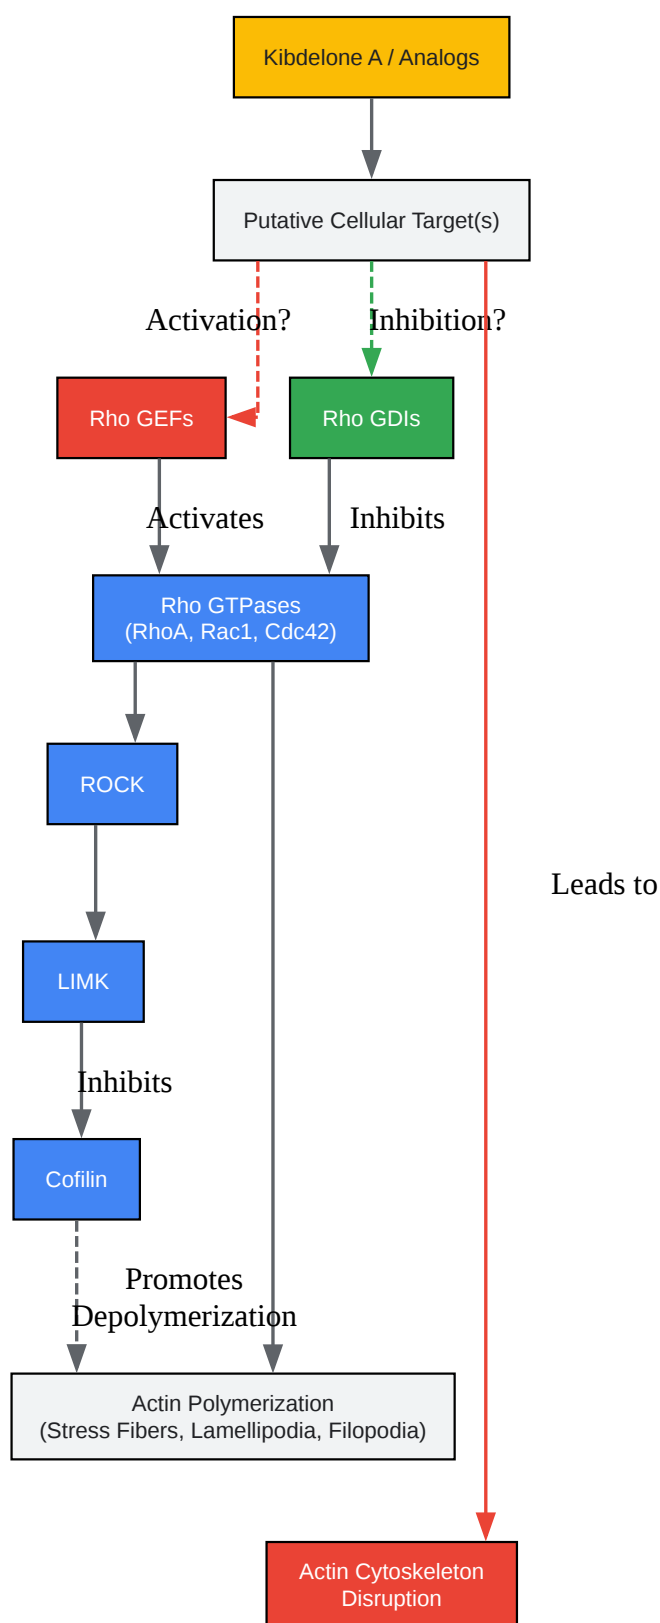 Kibdelone A / Analogs
Putative Cellular Target(s)
Activation?
Inhibition?
Rho GEFs
Rho GDIs
Activates
Inhibits
Rho GTPases
(RhoA, Rac1, Cdc42)
ROCK
Leads to
LIMK
Inhibits
Cofilin
Promotes
Depolymerization
Actin Polymerization
(Stress Fibers, Lamellipodia, Filopodia)
Actin Cytoskeleton
Disruption